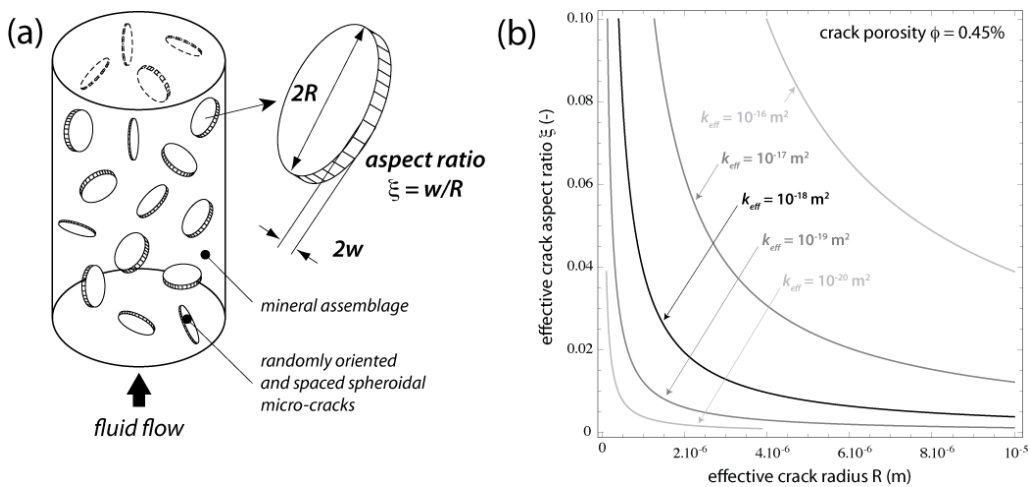 (a)
2R
aspect ratio
ξ = w/R
2w
mineral assemblage
randomly oriented
and spaced spheroidal
micro-cracks
fluid flow
(b)
crack porosity ϕ = 0.45%
effective crack aspect ratio ξ (-)
0.10
0.08
0.06
0.04
0.02
0
k_eff = 10⁻¹⁶ m²
k_eff = 10⁻¹⁷ m²
k_eff = 10⁻¹⁸ m²
k_eff = 10⁻¹⁹ m²
k_eff = 10⁻²⁰ m²
0 2.10⁻⁶ 4.10⁻⁶ 6.10⁻⁶ 8.10⁻⁶ 10⁻⁵
effective crack radius R (m)